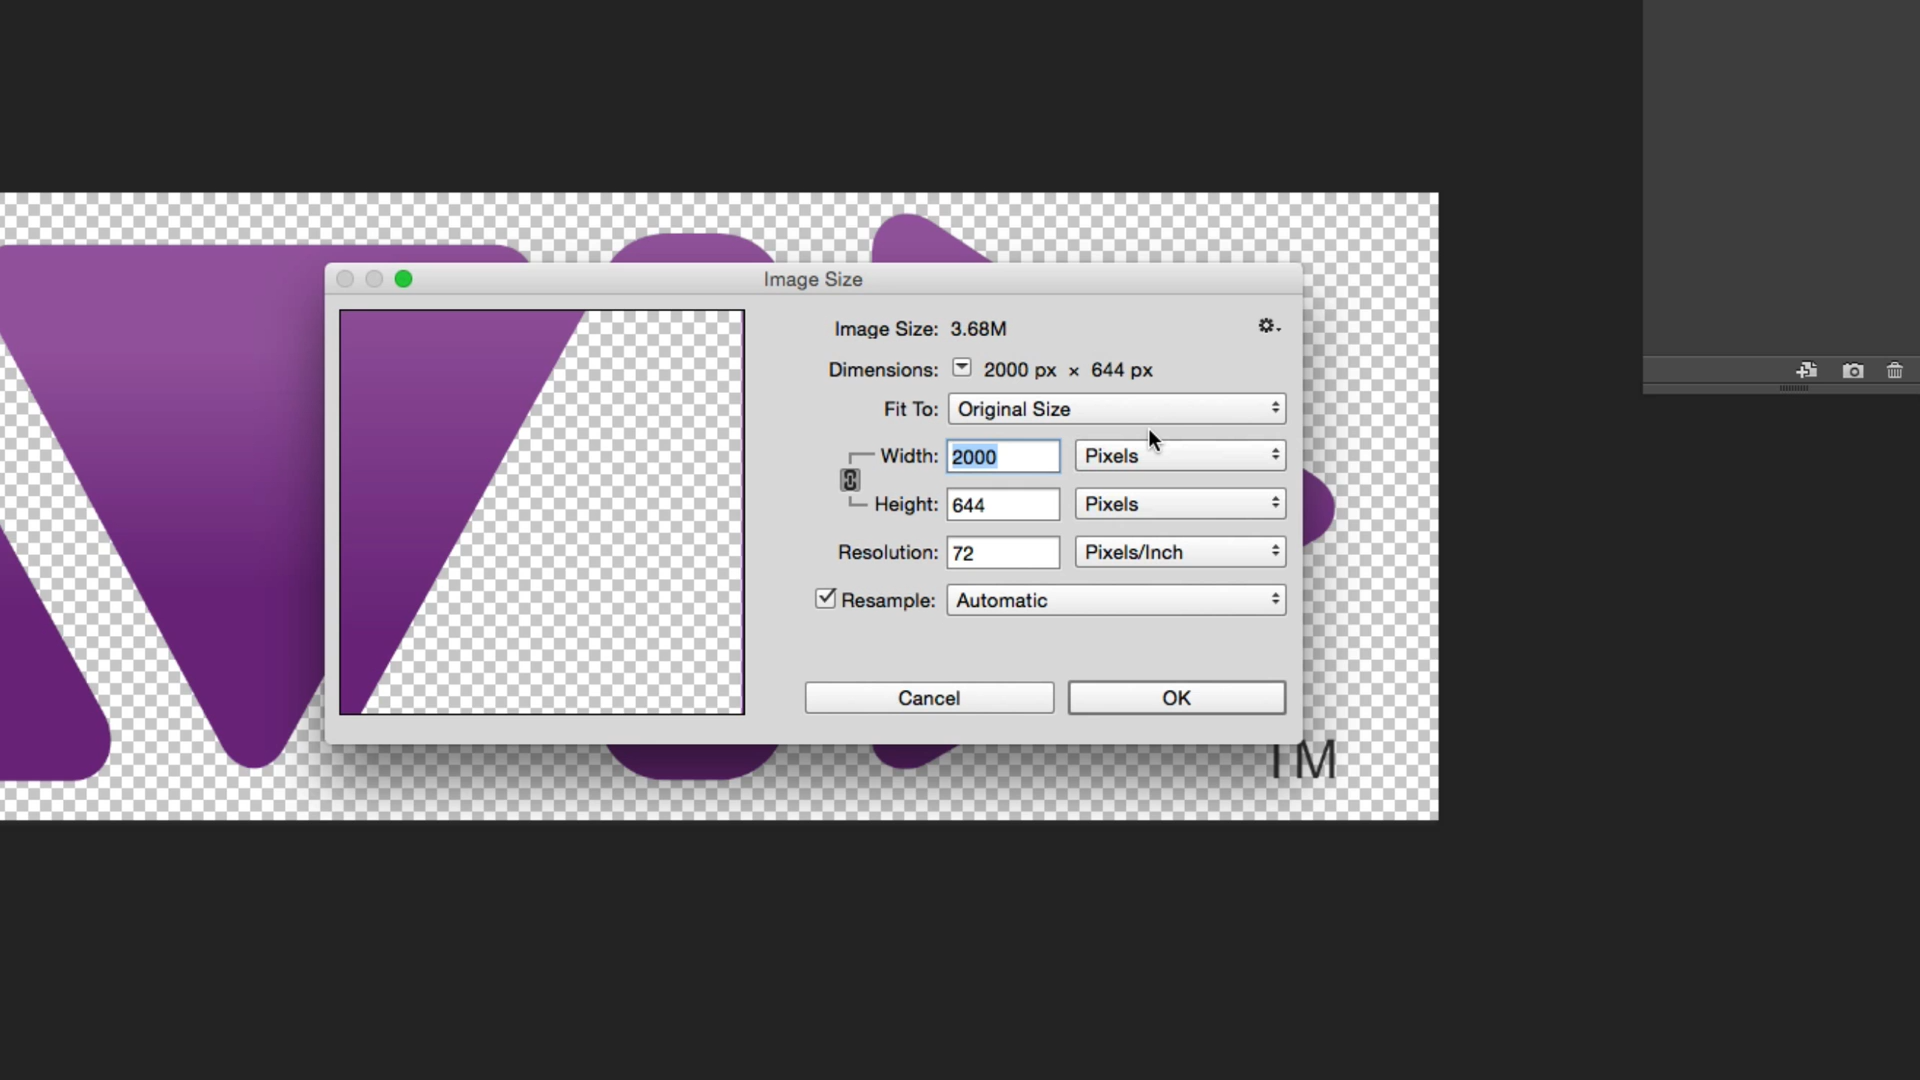 Image Size
Image Size: 3.68M
Dimensions: 2000 px × 644 px
Fit To: Original Size
Width: 2000 Pixels
Height: 644 Pixels
Resolution: 72 Pixels/Inch
Resample: Automatic
Cancel OK
TM